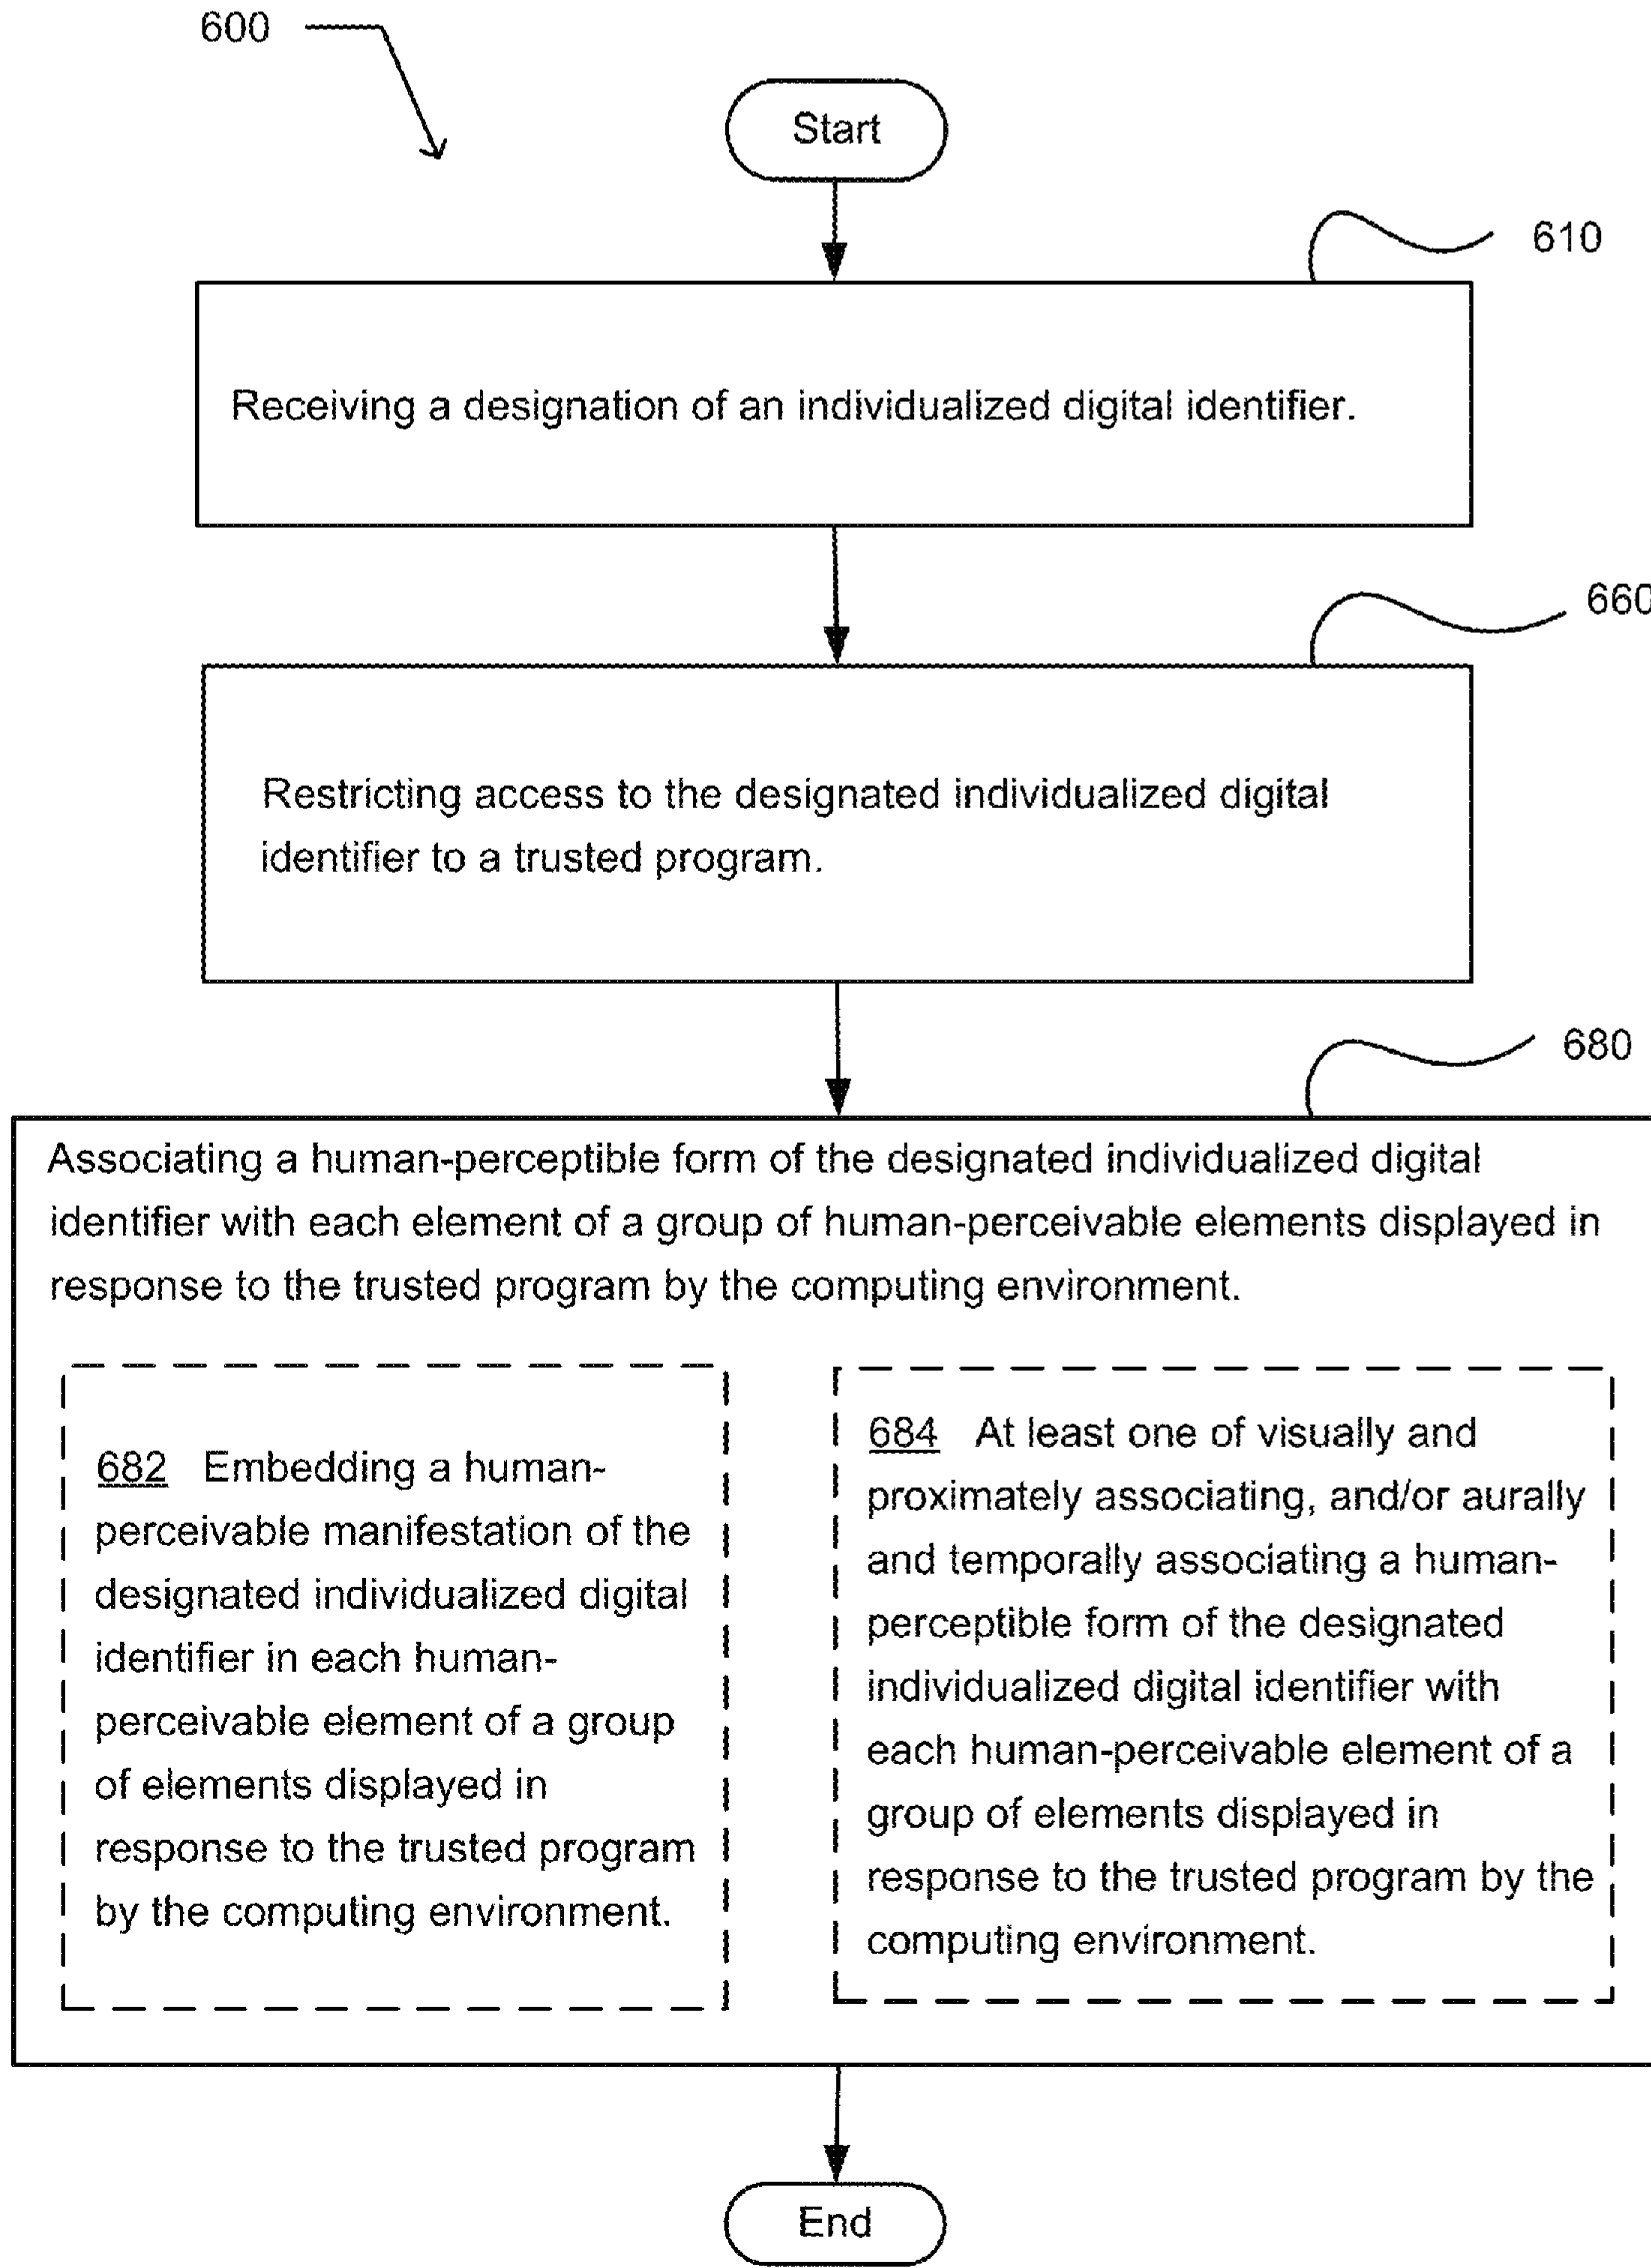 600
Start
610
Receiving a designation of an individualized digital identifier.
660
Restricting access to the designated individualized digital
identifier to a trusted program.
680
Associating a human-perceptible form of the designated individualized digital
identifier with each element of a group of human-perceivable elements displayed in
response to the trusted program by the computing environment.
682 Embedding a human-
perceivable manifestation of the
designated individualized digital
identifier in each human-
perceivable element of a group
of elements displayed in
response to the trusted program
by the computing environment.
684 At least one of visually and
proximately associating, and/or aurally
and temporally associating a human-
perceptible form of the designated
individualized digital identifier with
each human-perceivable element of a
group of elements displayed in
response to the trusted program by the
computing environment.
End